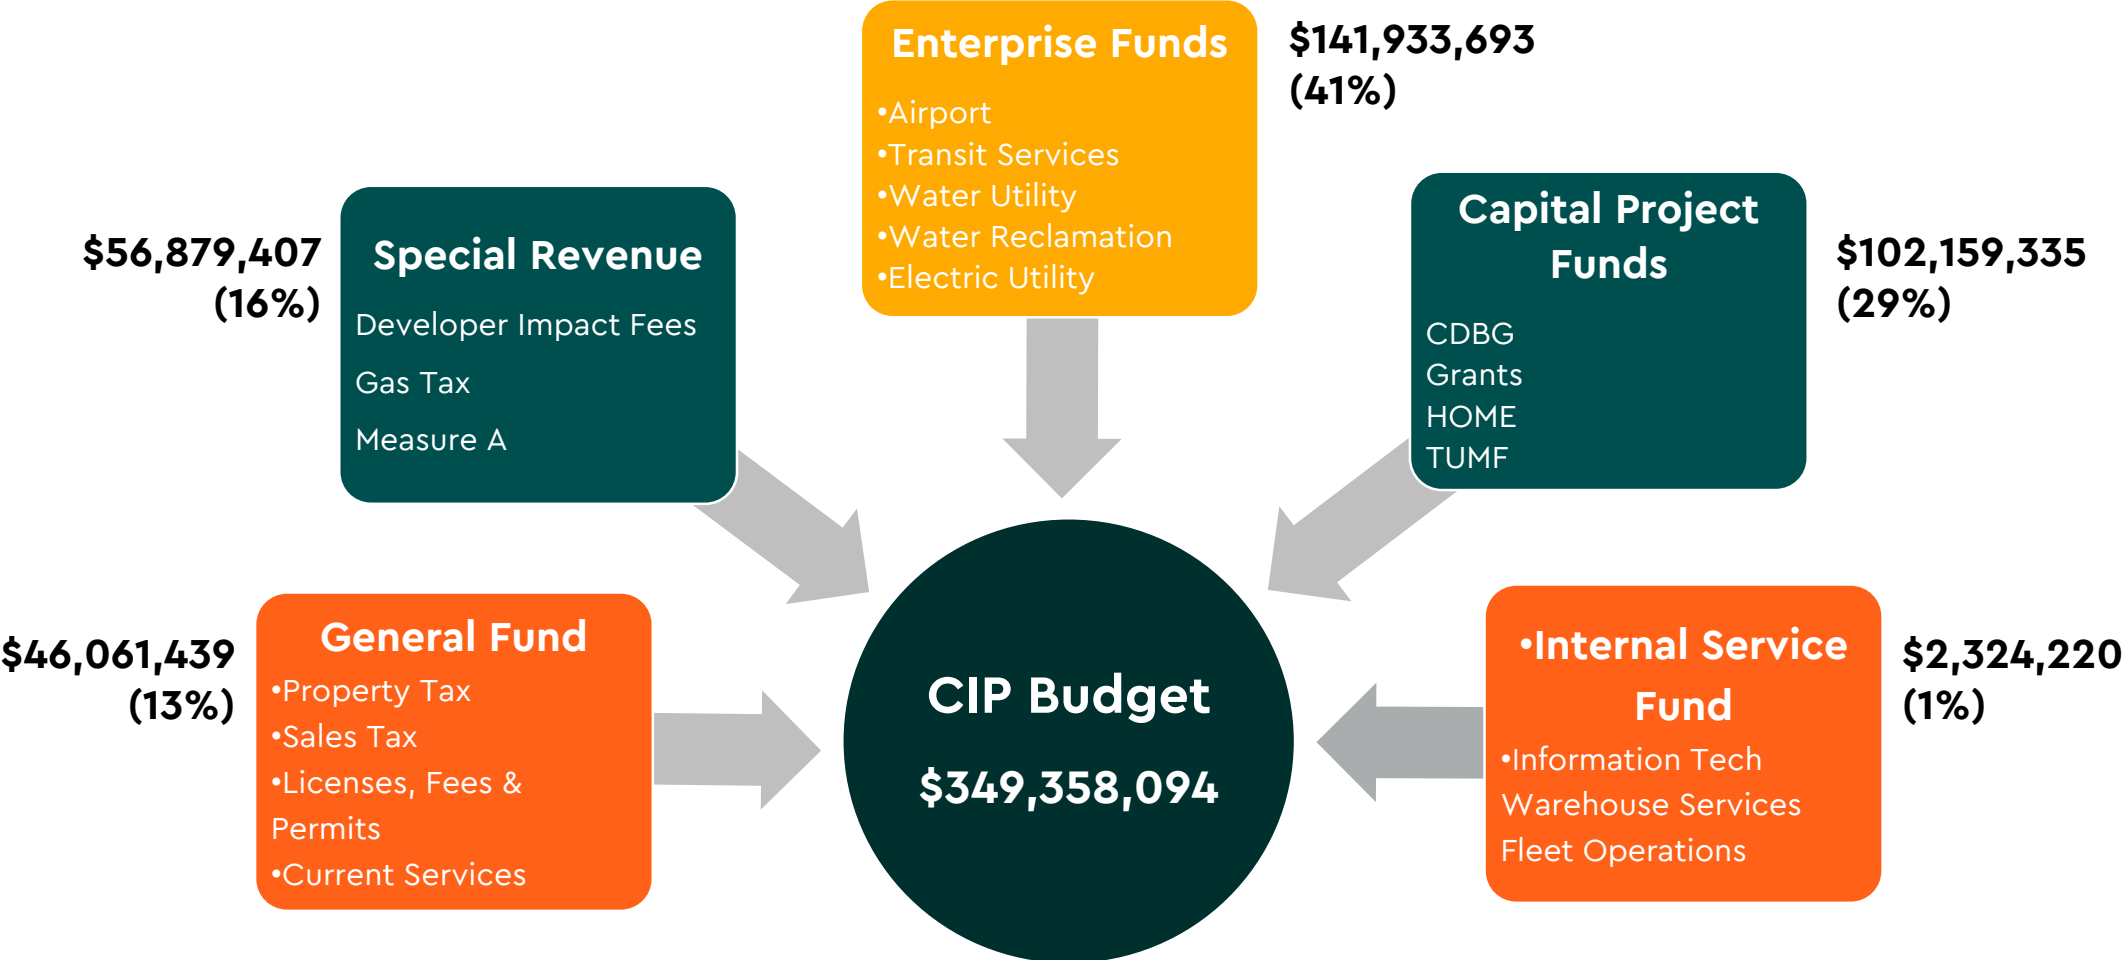 Enterprise Funds
•Airport
•Transit Services
•Water Utility
•Water Reclamation
•Electric Utility
$141,933,693
(41%)
$56,879,407
(16%)
Special Revenue
Developer Impact Fees
Gas Tax
Measure A
Capital Project
Funds
CDBG
Grants
HOME
TUMF
$102,159,335
(29%)
$46,061,439
(13%)
General Fund
•Property Tax
•Sales Tax
•Licenses, Fees &
Permits
•Current Services
CIP Budget
$349,358,094
•Internal Service
Fund
•Information Tech
Warehouse Services
Fleet Operations
$2,324,220
(1%)